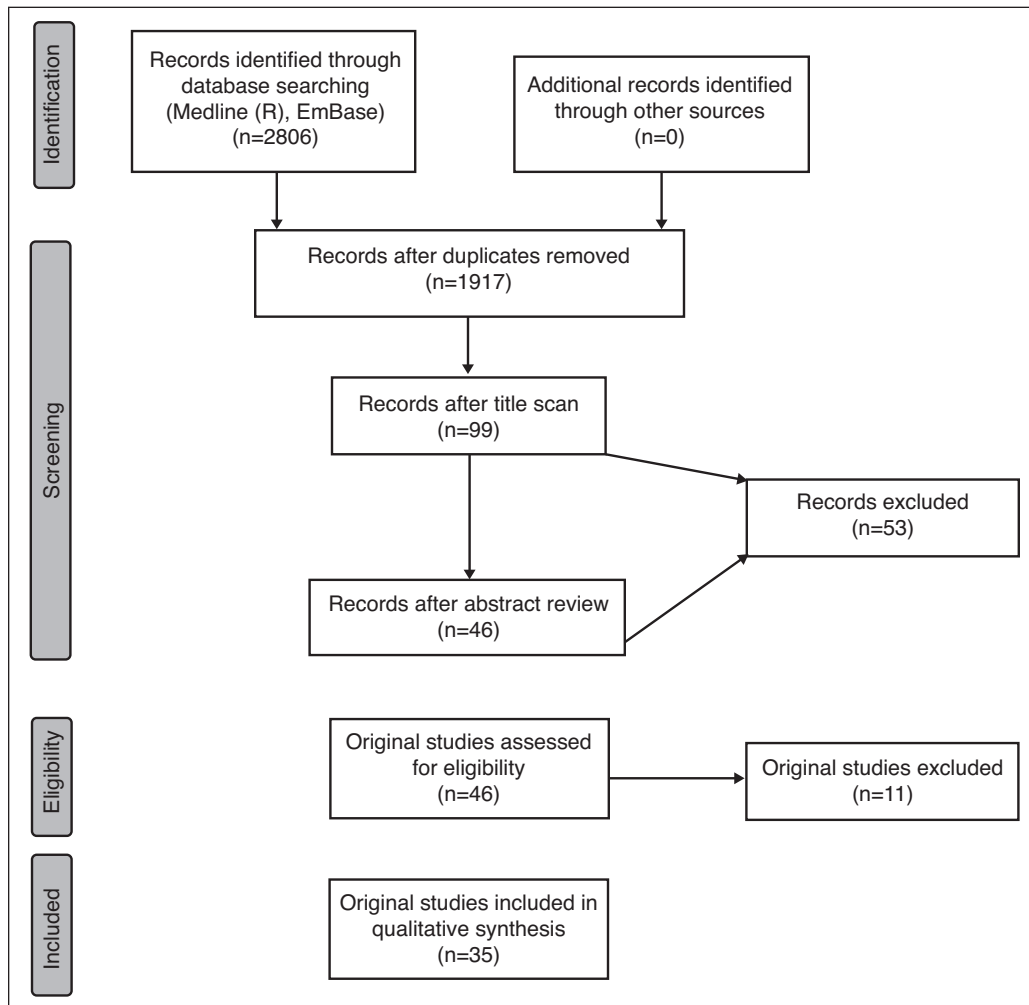 Identification
Records identified through
database searching
(Medline (R), EmBase)
(n=2806)
Additional records identified
through other sources
(n=0)
Screening
Records after duplicates removed
(n=1917)
Records after title scan
(n=99)
Records excluded
(n=53)
Records after abstract review
(n=46)
Eligibility
Original studies assessed
for eligibility
(n=46)
Original studies excluded
(n=11)
Included
Original studies included in
qualitative synthesis
(n=35)